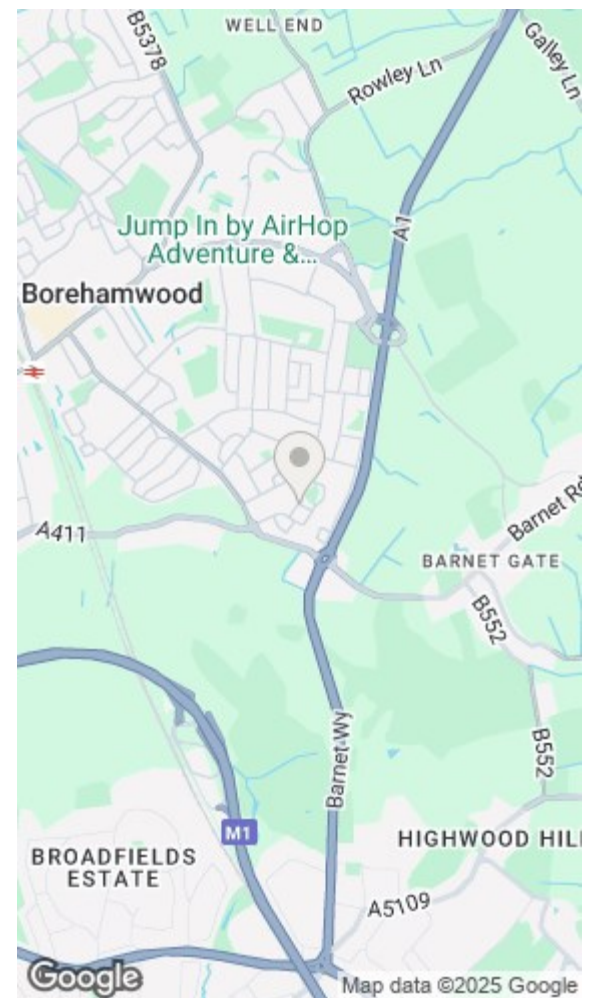 B5378
WELL END
Galley Ln
Rowley Ln
Jump In by AirHop
Adventure &...
A1
Borehamwood
A411
Barnet Rd
BARNET GATE
B552
B552
Barnet Wy
M1
HIGHWOOD HIL
BROADFIELDS
ESTATE
A5109
Google
Map data ©2025 Google